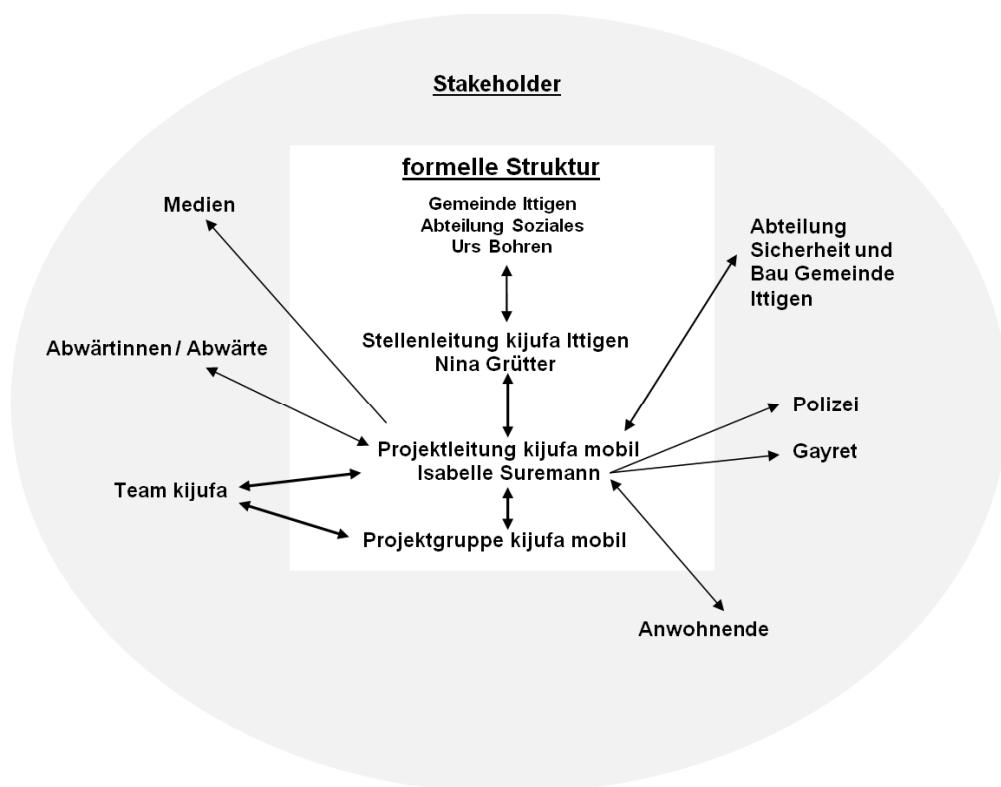 Stakeholder
formelle Struktur
Gemeinde Ittigen
Abteilung Soziales
Urs Bohren
Medien
Abteilung
Sicherheit und
Bau Gemeinde
Ittigen
Stellenleitung kijufa Ittigen
Nina Grütter
Abwärtinnen / Abwärte
Polizei
Projektleitung kijufa mobil
Isabelle Suremann
Gayret
Team kijufa
Projektgruppe kijufa mobil
Anwohnende